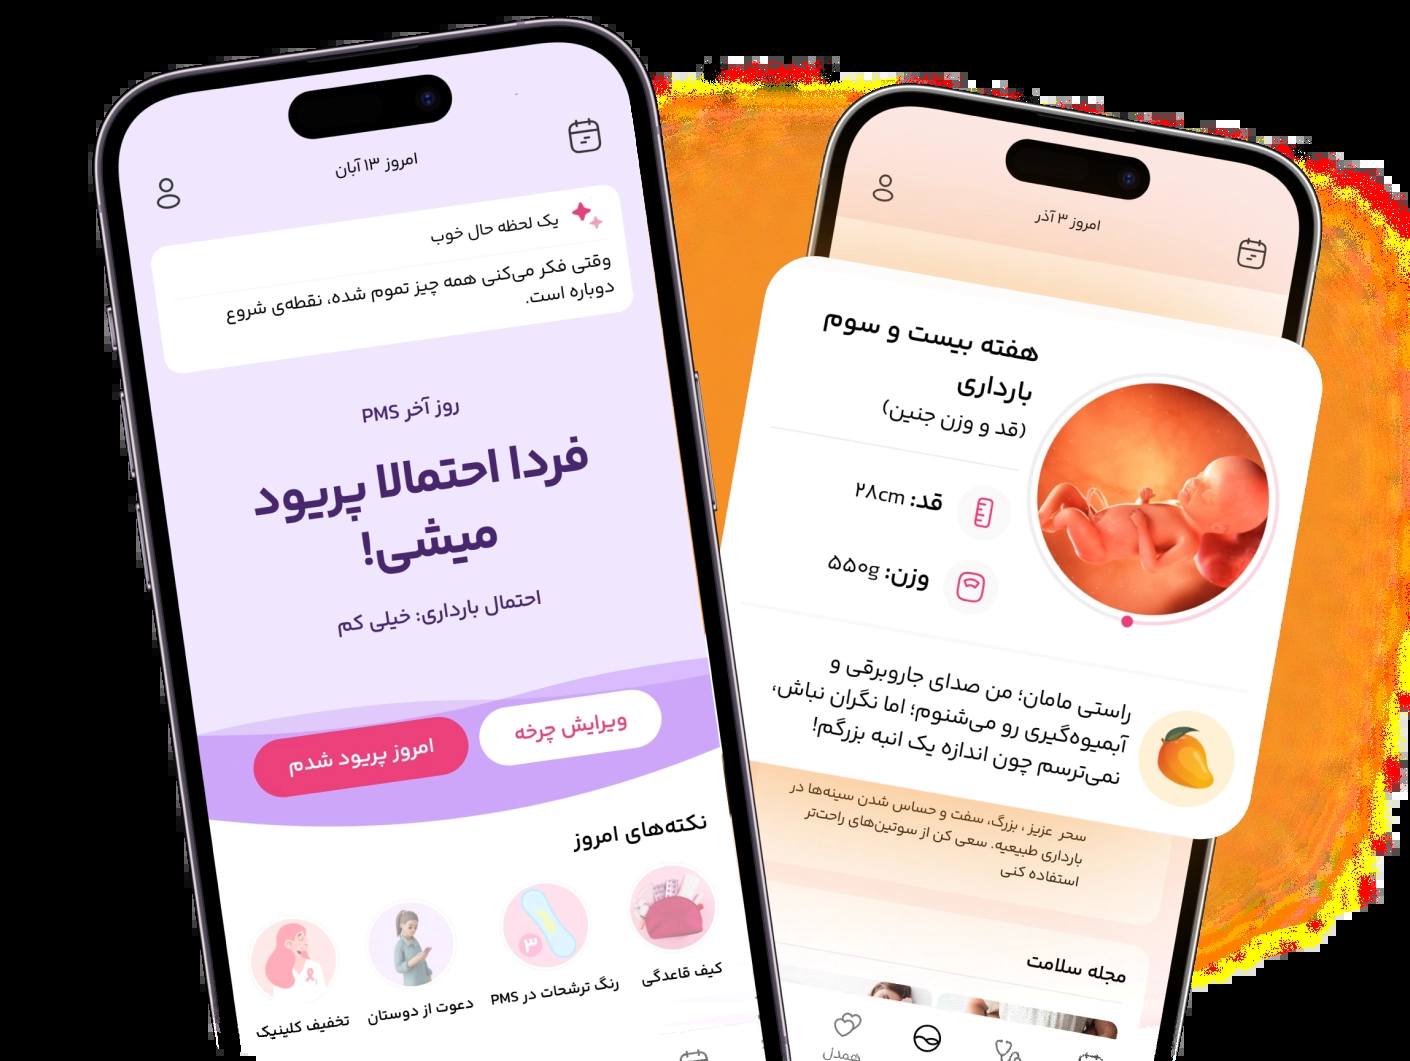 امروز ۱۳ آبان
یک لحظه حال خوب
وقتی فکر می‌کنی همه چیز تموم شده، نقطه‌ی شروع
دوباره است.
روز آخر PMS
فردا احتمالا پریود
میشی!
احتمال بارداری: خیلی کم
ویرایش چرخه
امروز پریود شدم
نکته‌های امروز
کیف قاعدگی
۳
رنگ ترشحات در PMS
دعوت از دوستان
تخفیف کلینیک
امروز ۳ آذر
هفته بیست و سوم
بارداری
(قد و وزن جنین)
قد: ۲۸cm
وزن: ۵۵۰g
راستی مامان؛ من صدای جاروبرقی و
آبمیوه‌گیری رو می‌شنوم؛ اما نگران نباش،
نمی‌ترسم چون اندازه یک انبه بزرگم!
سحر عزیز ، بزرگ، سفت و حساس شدن سینه‌ها در
بارداری طبیعیه. سعی کن از سوتین‌های راحت‌تر
استفاده کنی
مجله سلامت
همدل